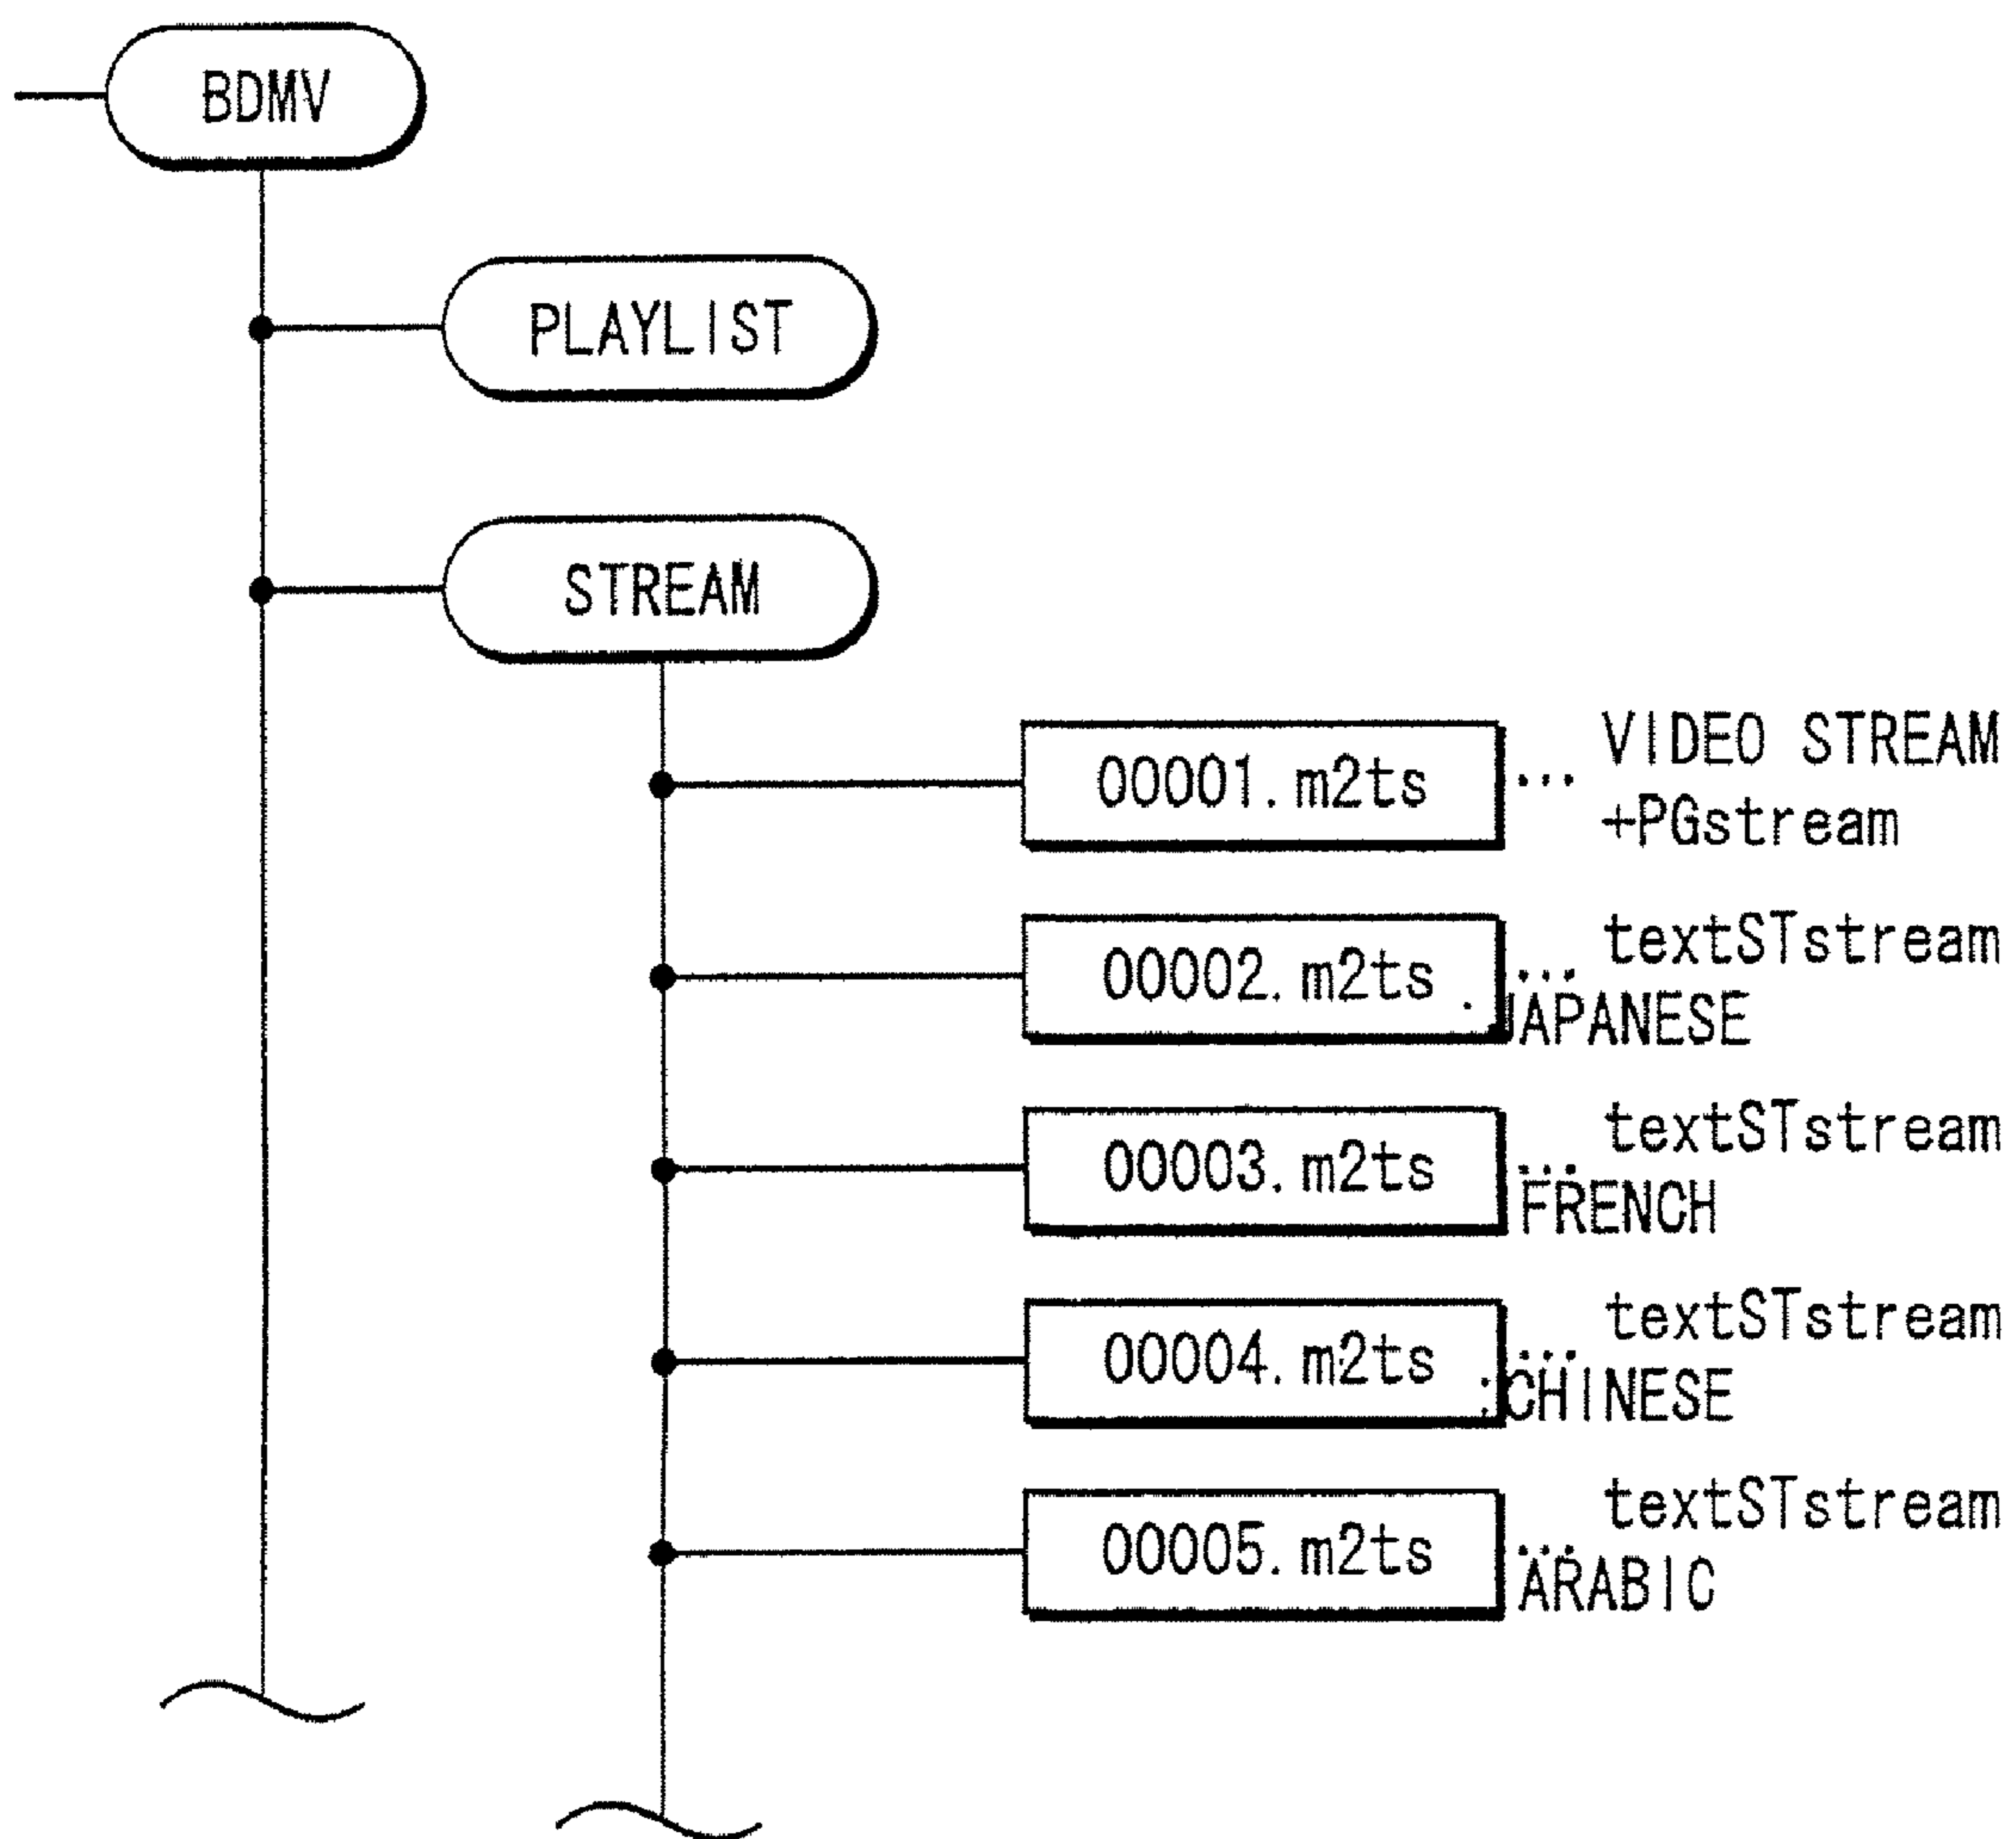 BDMV
PLAYLIST
STREAM
00001.m2ts ... VIDEO STREAM
+PGstream
00002.m2ts ... textSTstream
:JAPANESE
00003.m2ts ... textSTstream
:FRENCH
00004.m2ts ... textSTstream
:CHINESE
00005.m2ts ... textSTstream
:ARABIC